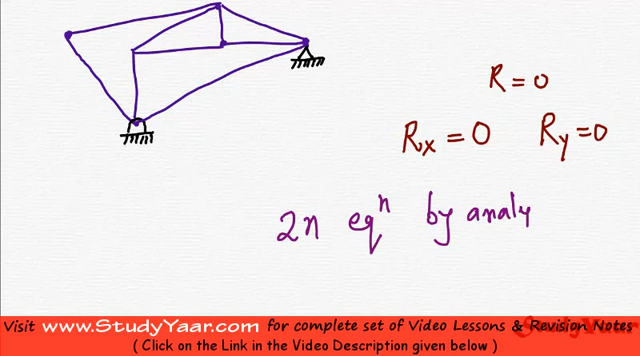 R = 0
Rx = 0 Ry = 0
2n eqⁿ by analy
StudyYaar
Visit www.StudyYaar.com for complete set of Video Lessons & Revision Notes
( Click on the Link in the Video Description given below )